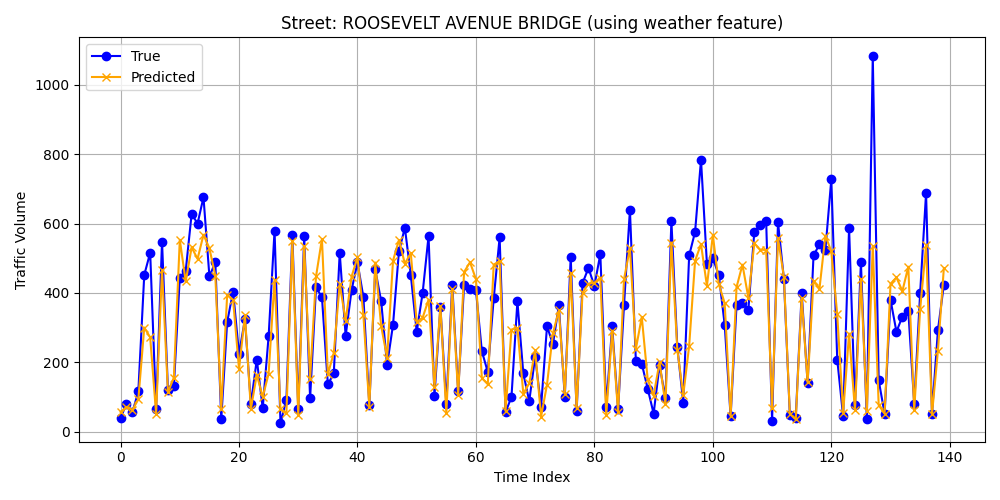 Street: ROOSEVELT AVENUE BRIDGE (using weather feature)
True
Predicted
Traffic Volume
1000
800
600
400
200
0
0 20 40 60 80 100 120 140
Time Index